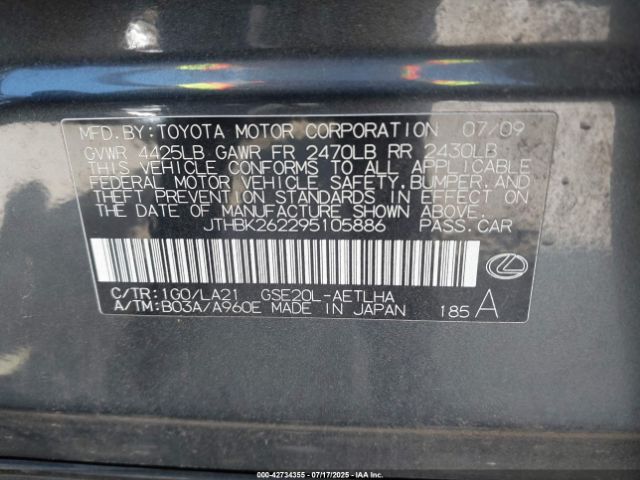 MFD.BY:TOYOTA MOTOR CORPORATION 07/09
GVWR 4425LB GAWR FR 2470LB RR 2430LB
THIS VEHICLE CONFORMS TO ALL APPLICABLE
FEDERAL MOTOR VEHICLE SAFETY,BUMPER,AND
THEFT PREVENTION STANDARDS IN EFFECT ON
THE DATE OF MANUFACTURE SHOWN ABOVE.
JTHBK262295105886 PASS.CAR
C/TR:1G0/LA21 GSE20L-AETLHA
A/TM:B03A/A960E MADE IN JAPAN 185 A
000-42734355 | 07/17/2025 | IAA, Inc.